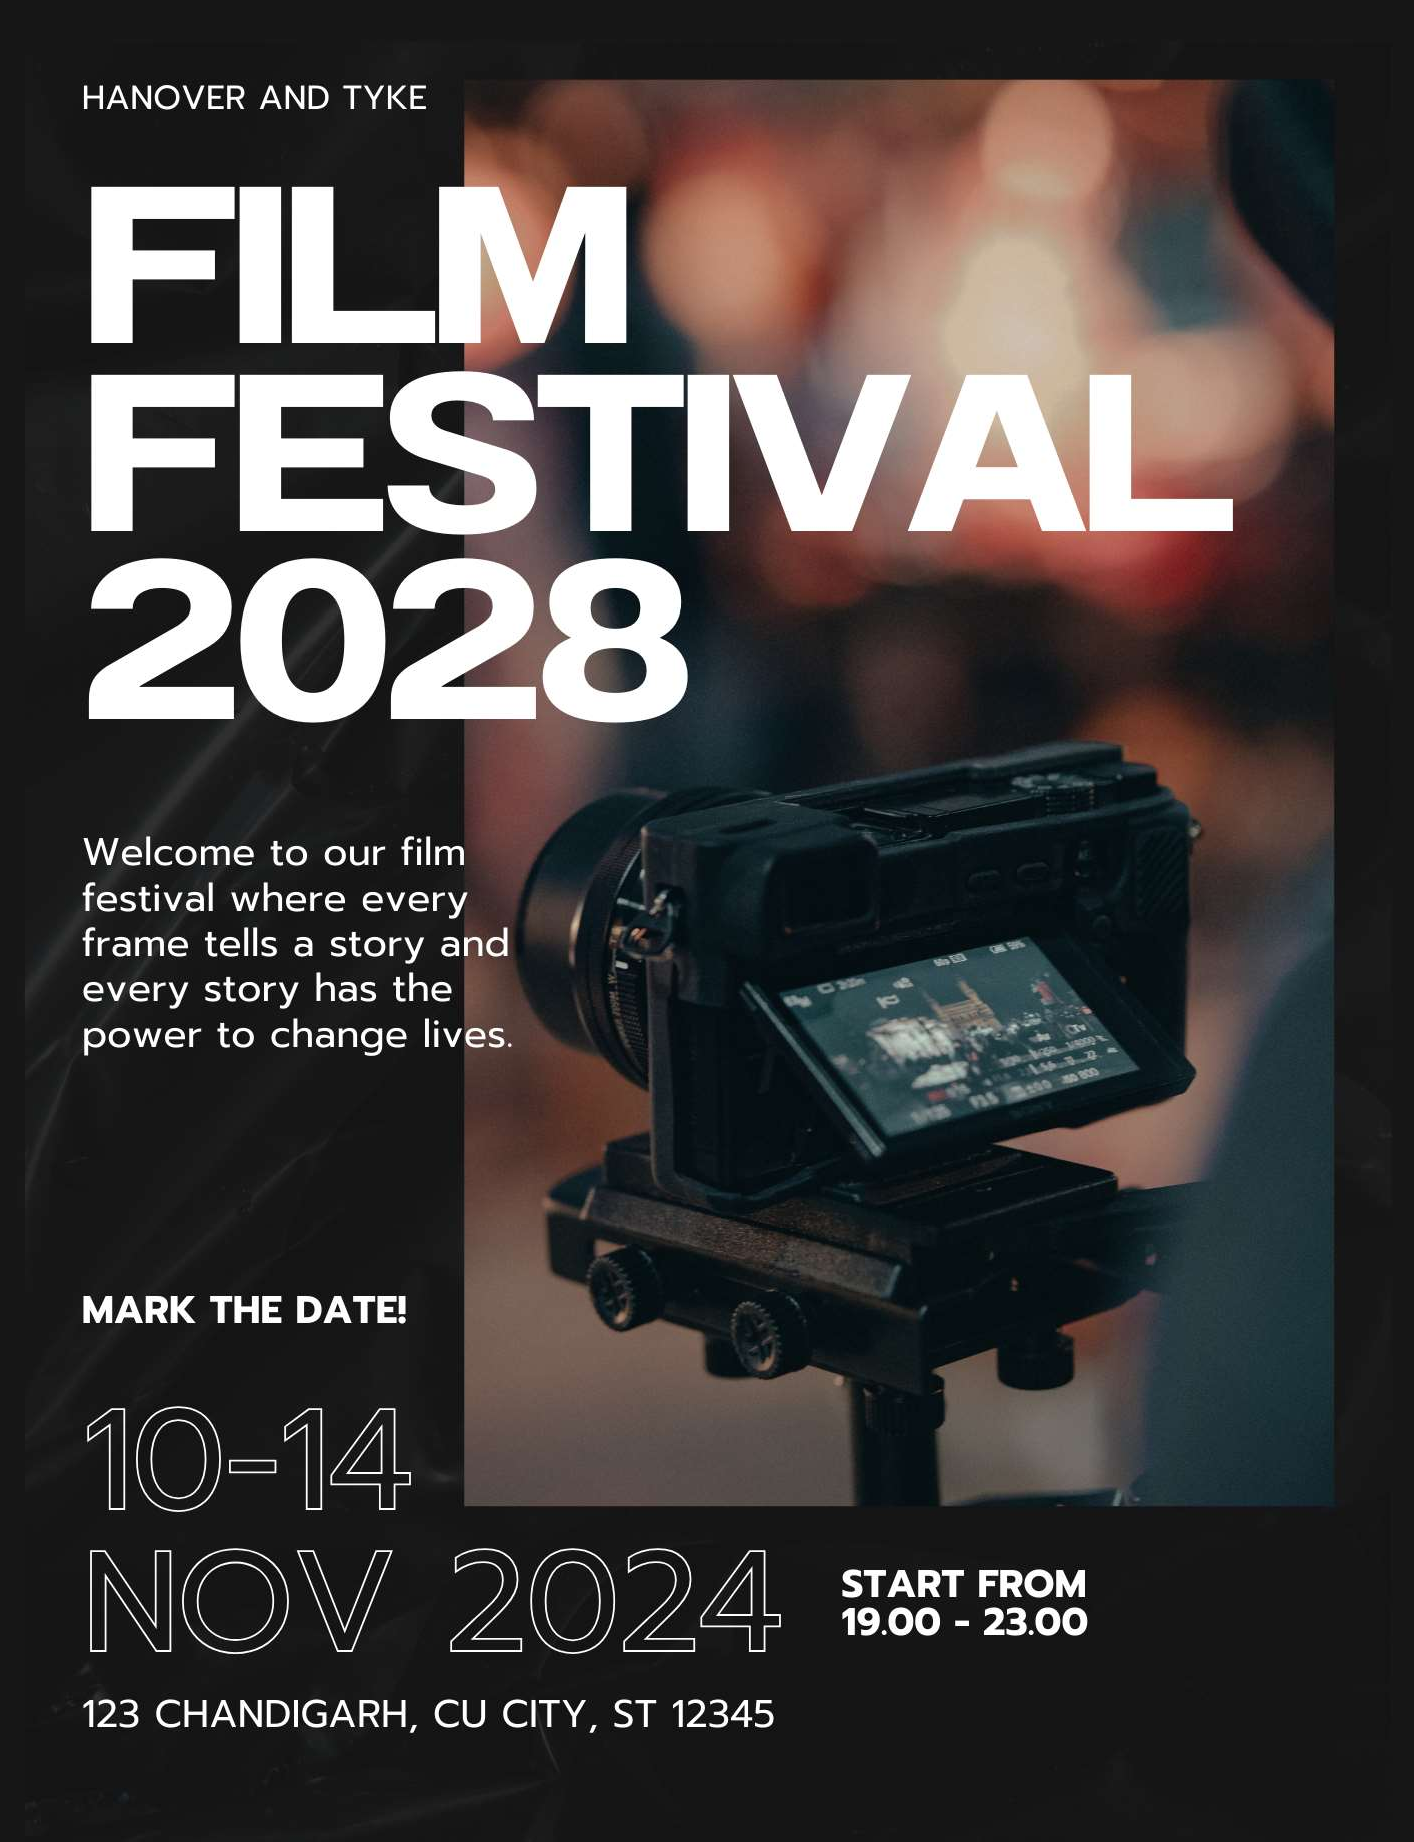 HANOVER AND TYKE
FILM
FESTIVAL
2028
Welcome to our film
festival where every
frame tells a story and
every story has the
power to change lives.
MARK THE DATE!
10-14
NOV 2024
START FROM
19.00 - 23.00
123 CHANDIGARH, CU CITY, ST 12345